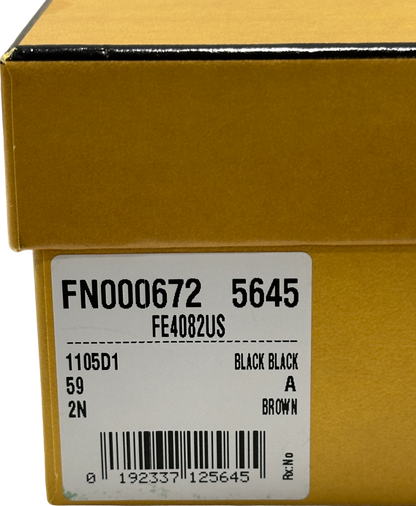 FN000672 5645
FE4082US
1105D1 BLACK BLACK
59 A
2N BROWN
Rx:No
0 192337 125645